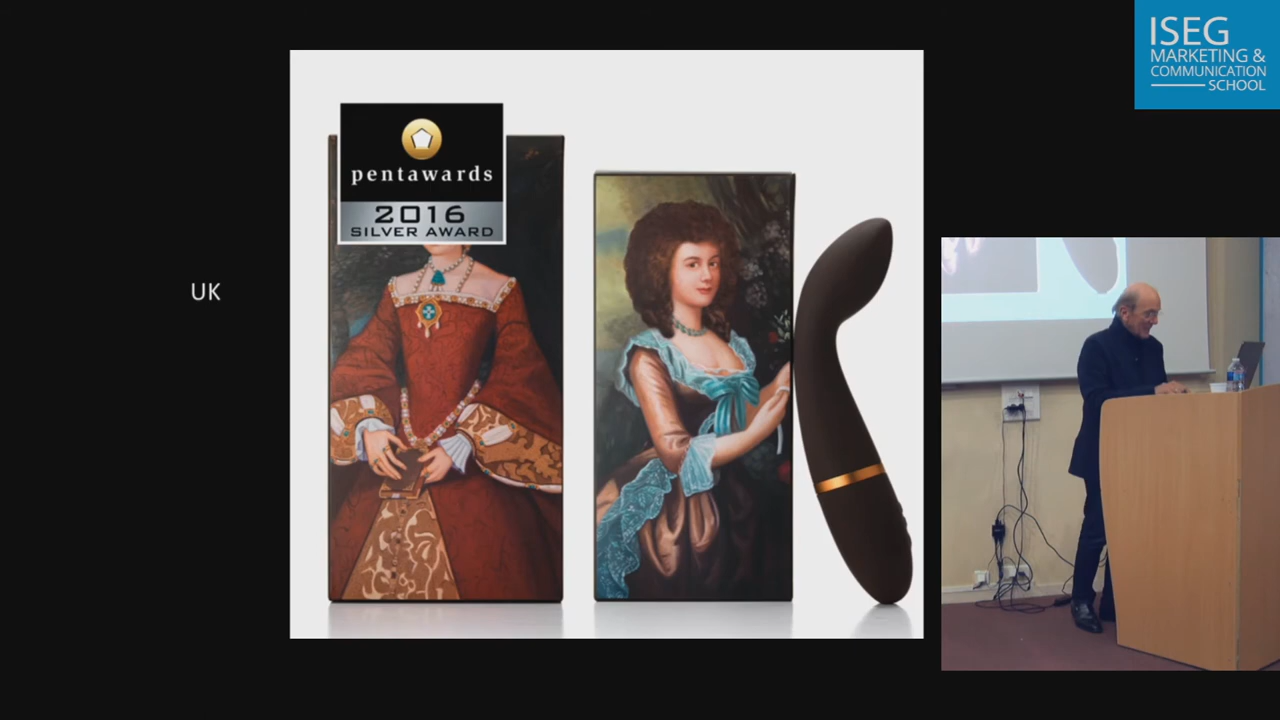 ISEG
MARKETING &
COMMUNICATION
SCHOOL
pentawards
2016
SILVER AWARD
UK